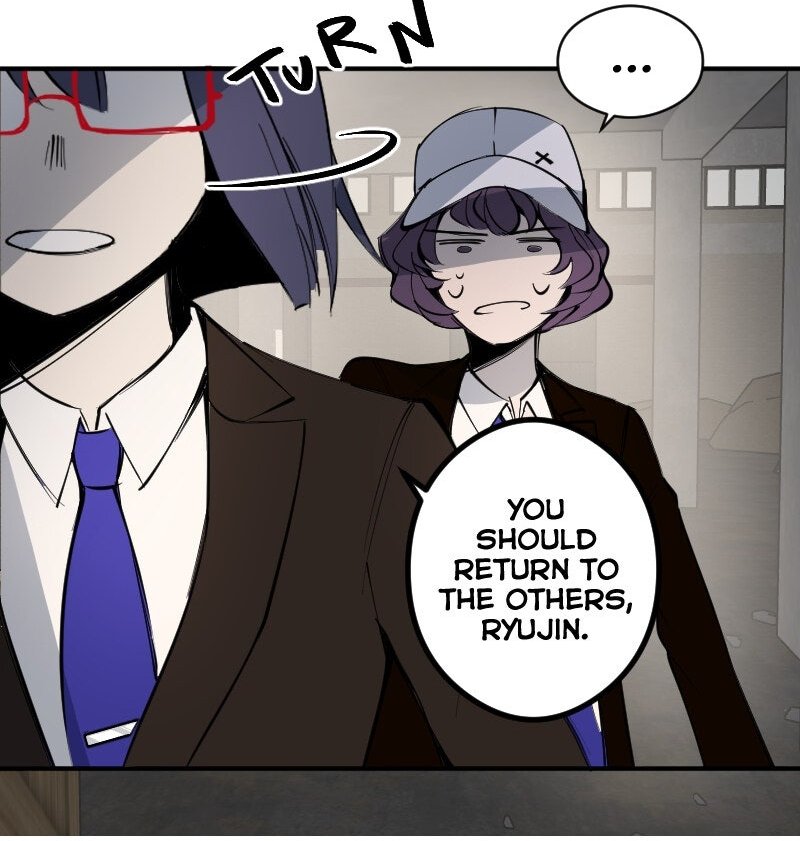 TURN
...
YOU
SHOULD
RETURN TO
THE OTHERS,
RYUJIN.